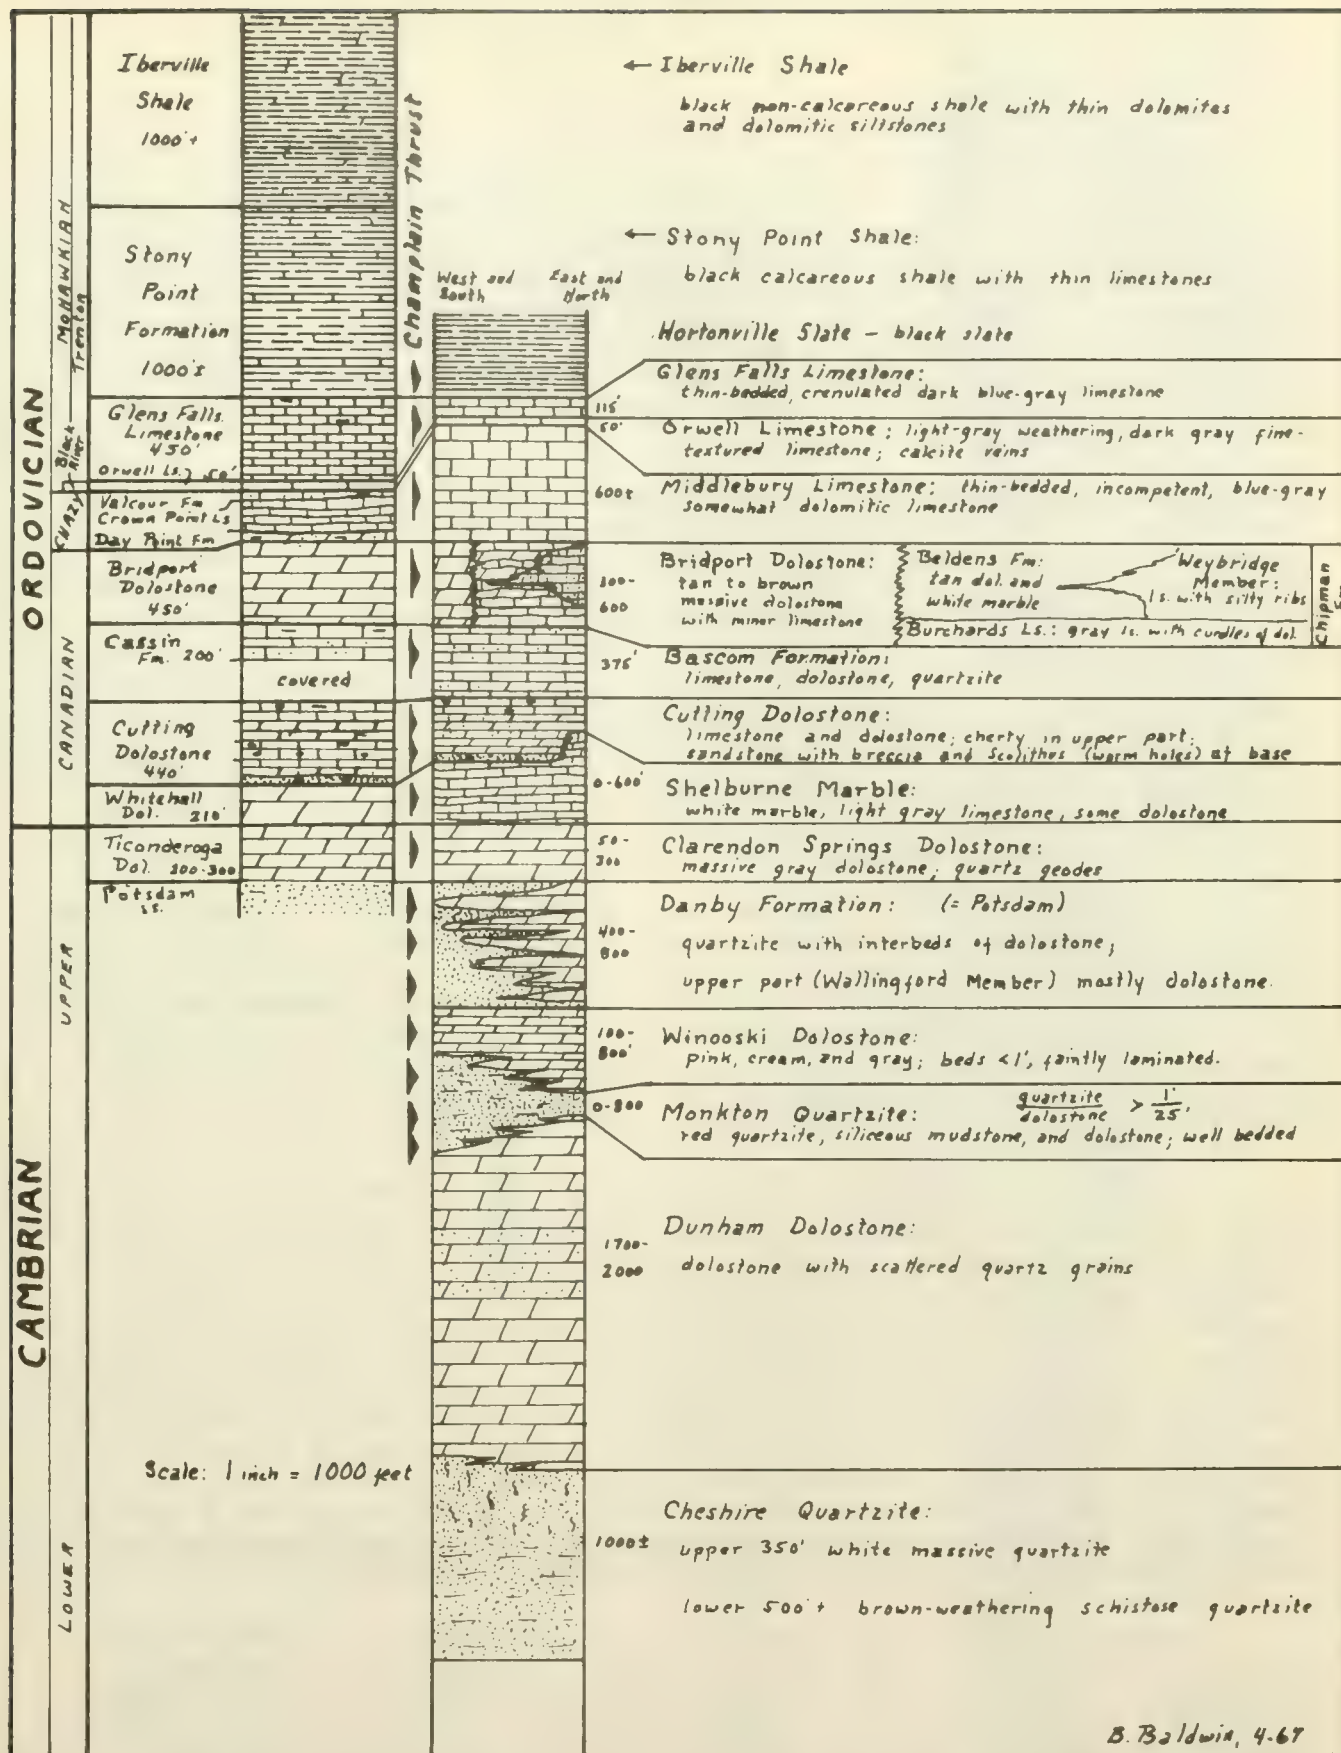 ORDOVICIAN
CAMBRIAN
MOHAWKIAN
Trenton
Black River
CHAZY
CANADIAN
UPPER
LOWER
Iberville
Shale
1000'+
Stony
Point
Formation
1000's
Glens Falls
Limestone
450'
Orwell Ls. } 50'
Valcour Fm
Crown Point Ls
Day Point Fm
Bridport
Dolostone
450'
Cassin
Fm. 200'
covered
Cutting
Dolostone
440'
Whitehall
Dol. 210'
Ticonderoga
Dol. 200-300
Potsdam
ss.
Champlain Thrust
West and
South
East and
North
← Iberville Shale
black non-calcareous shale with thin dolomites
and dolomitic siltstones
← Stony Point Shale:
black calcareous shale with thin limestones
Hortonville Slate - black slate
Glens Falls Limestone:
thin-bedded, crenulated dark blue-gray limestone
115'
50'
Orwell Limestone; light-gray weathering, dark gray fine-
textured limestone; calcite veins
600±
Middlebury Limestone: thin-bedded, incompetent, blue-gray
somewhat dolomitic limestone
300-
600
Bridport Dolostone:
tan to brown
massive dolostone
with minor limestone
Beldens Fm:
tan dol. and
white marble
Weybridge
Member:
ls. with silty ribs
Burchards Ls.: gray ls. with curdles of dol.
Chipman
375'
Bascom Formation:
limestone, dolostone, quartzite
Cutting Dolostone:
limestone and dolostone; cherty in upper part;
sandstone with breccia and Scolithus (worm holes) at base
0-600'
Shelburne Marble:
white marble, light gray limestone, some dolostone
50-
300
Clarendon Springs Dolostone:
massive gray dolostone; quartz geodes
Danby Formation: (= Potsdam)
400-
800
quartzite with interbeds of dolostone;
upper part (Wallingford Member) mostly dolostone.
100-
800'
Winooski Dolostone:
pink, cream, and gray; beds <1', faintly laminated.
0-800
Monkton Quartzite: quartzite/dolostone > 1'/25'
red quartzite, siliceous mudstone, and dolostone; well bedded
Dunham Dolostone:
1700-
2000
dolostone with scattered quartz grains
Scale: 1 inch = 1000 feet
Cheshire Quartzite:
1000±
upper 350' white massive quartzite
lower 500'+ brown-weathering schistose quartzite
B. Baldwin, 4-67